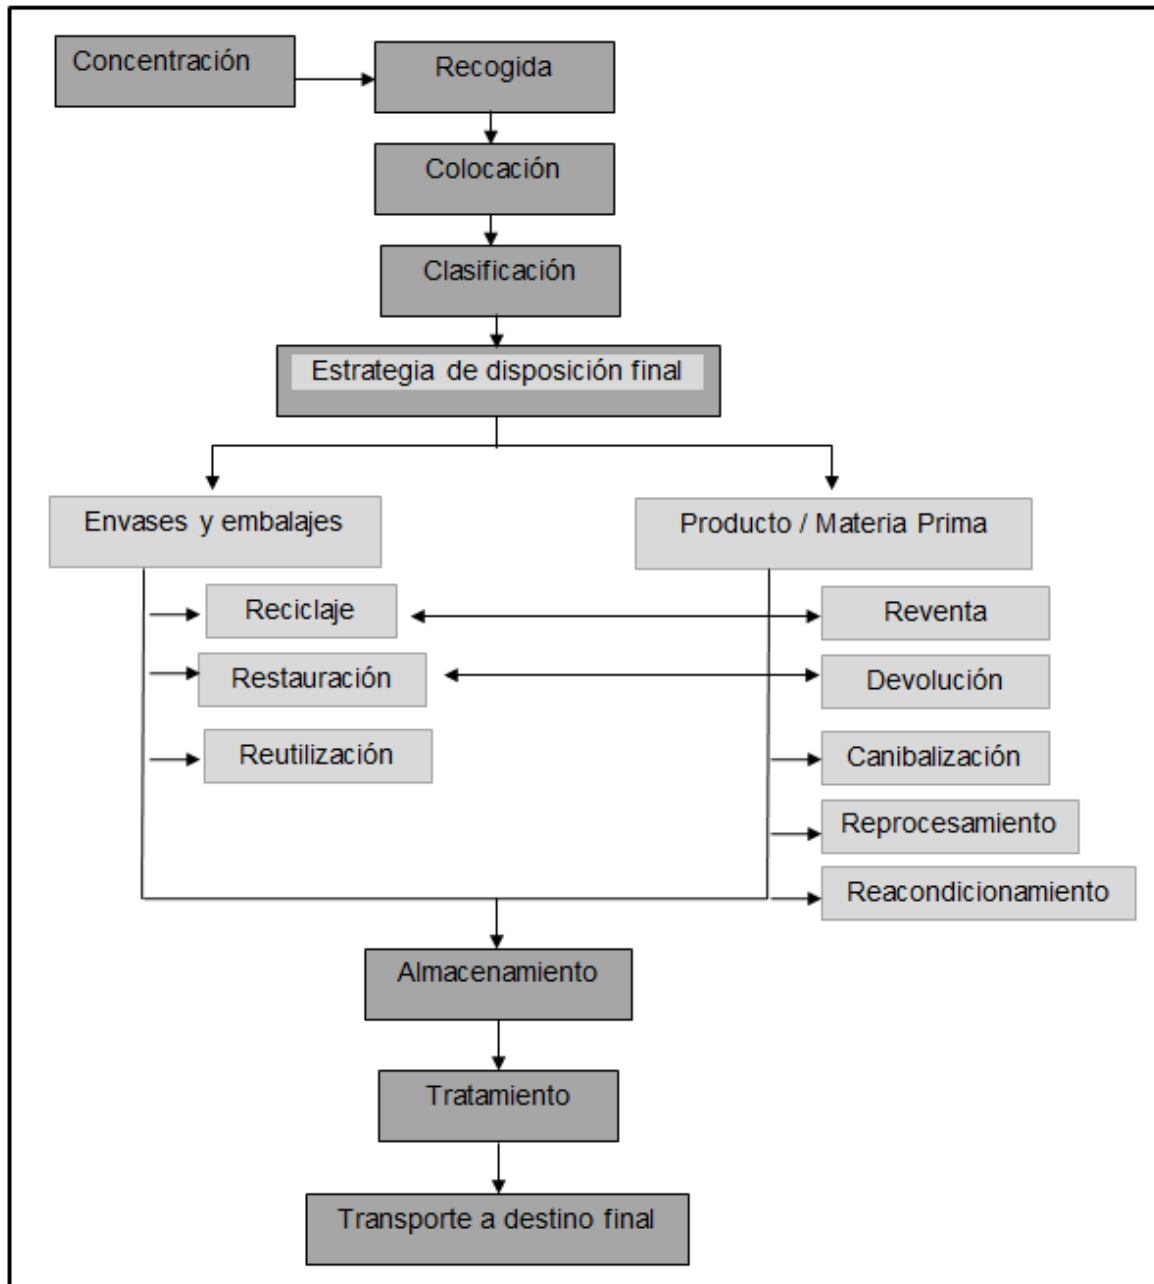 Concentración
Recogida
Colocación
Clasificación
Estrategia de disposición final
Envases y embalajes
Producto / Materia Prima
Reciclaje
Reventa
Restauración
Devolución
Reutilización
Canibalización
Reprocesamiento
Reacondicionamiento
Almacenamiento
Tratamiento
Transporte a destino final